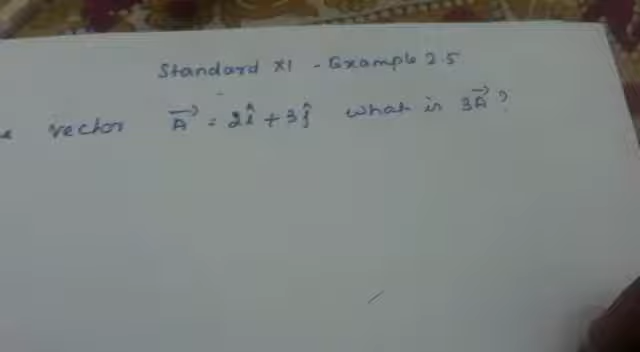 Standard XI - Example 2.5
vector A⃗ = 2î + 3ĵ what is 3A⃗ ?